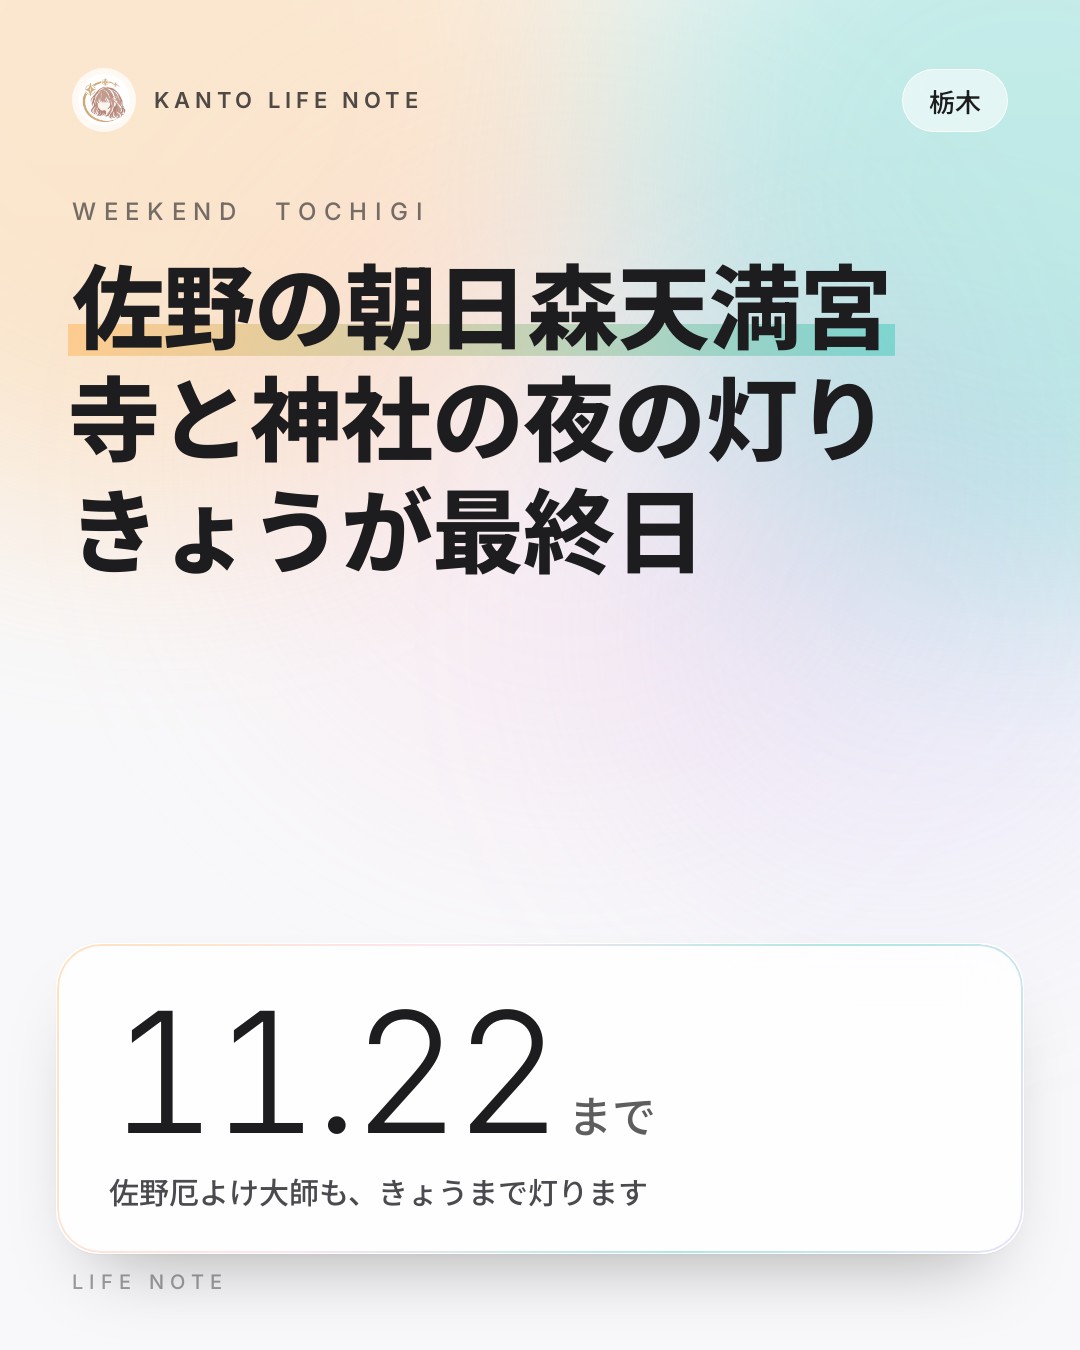 KANTO LIFE NOTE
栃木
WEEKEND TOCHIGI
佐野の朝日森天満宮
寺と神社の夜の灯り
きょうが最終日
11.22 まで
佐野厄よけ大師も、きょうまで灯ります
LIFE NOTE